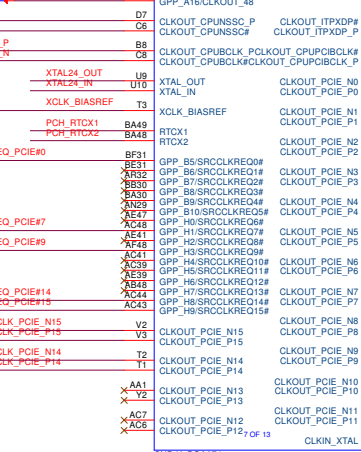 GPP_A16/CLKOUT_48
D7 CLKOUT_CPUNSSC_P CLKOUT_ITPXDP#
C6 CLKOUT_CPUNSSC# CLKOUT_ITPXDP_P
_P B8 CLKOUT_CPUBCLK_P CLKOUT_CPUPCIBCLK#
_N C8 CLKOUT_CPUBCLK# CLKOUT_CPUPCIBCLK_P
XTAL24_OUT U9 XTAL_OUT CLKOUT_PCIE_N0
XTAL24_IN U10 XTAL_IN CLKOUT_PCIE_P0
XCLK_BIASREF T3 XCLK_BIASREF CLKOUT_PCIE_N1
CLKOUT_PCIE_P1
PCH_RTCX1 BA49 RTCX1
PCH_RTCX2 BA48 RTCX2 CLKOUT_PCIE_N2
CLKOUT_PCIE_P2
EQ_PCIE#0 BF31 GPP_B5/SRCCLKREQ0#
BE31 GPP_B6/SRCCLKREQ1# CLKOUT_PCIE_N3
AR32 GPP_B7/SRCCLKREQ2# CLKOUT_PCIE_P3
BB30 GPP_B8/SRCCLKREQ3#
BA30 GPP_B9/SRCCLKREQ4# CLKOUT_PCIE_N4
AN29 GPP_B10/SRCCLKREQ5# CLKOUT_PCIE_P4
AE47 GPP_H0/SRCCLKREQ6#
EQ_PCIE#7 AC48 GPP_H1/SRCCLKREQ7# CLKOUT_PCIE_N5
EQ_PCIE#9 AE41 GPP_H2/SRCCLKREQ8# CLKOUT_PCIE_P5
AF48 GPP_H3/SRCCLKREQ9#
AC41 GPP_H4/SRCCLKREQ10# CLKOUT_PCIE_N6
AC39 GPP_H5/SRCCLKREQ11# CLKOUT_PCIE_P6
AE39 GPP_H6/SRCCLKREQ12#
AB48 GPP_H7/SRCCLKREQ13# CLKOUT_PCIE_N7
EQ_PCIE#14 AC44 GPP_H8/SRCCLKREQ14# CLKOUT_PCIE_P7
EQ_PCIE#15 AC43 GPP_H9/SRCCLKREQ15#
CLK_PCIE_N15 V2 CLKOUT_PCIE_N15 CLKOUT_PCIE_N8
CLK_PCIE_P15 V3 CLKOUT_PCIE_P15 CLKOUT_PCIE_P8
CLK_PCIE_N14 T2 CLKOUT_PCIE_N14 CLKOUT_PCIE_N9
CLK_PCIE_P14 T1 CLKOUT_PCIE_P14 CLKOUT_PCIE_P9
AA1 CLKOUT_PCIE_N13 CLKOUT_PCIE_N10
Y2 CLKOUT_PCIE_P13 CLKOUT_PCIE_P10
AC7 CLKOUT_PCIE_N12 CLKOUT_PCIE_N11
AC6 CLKOUT_PCIE_P12 CLKOUT_PCIE_P11
7 OF 13
CLKIN_XTAL